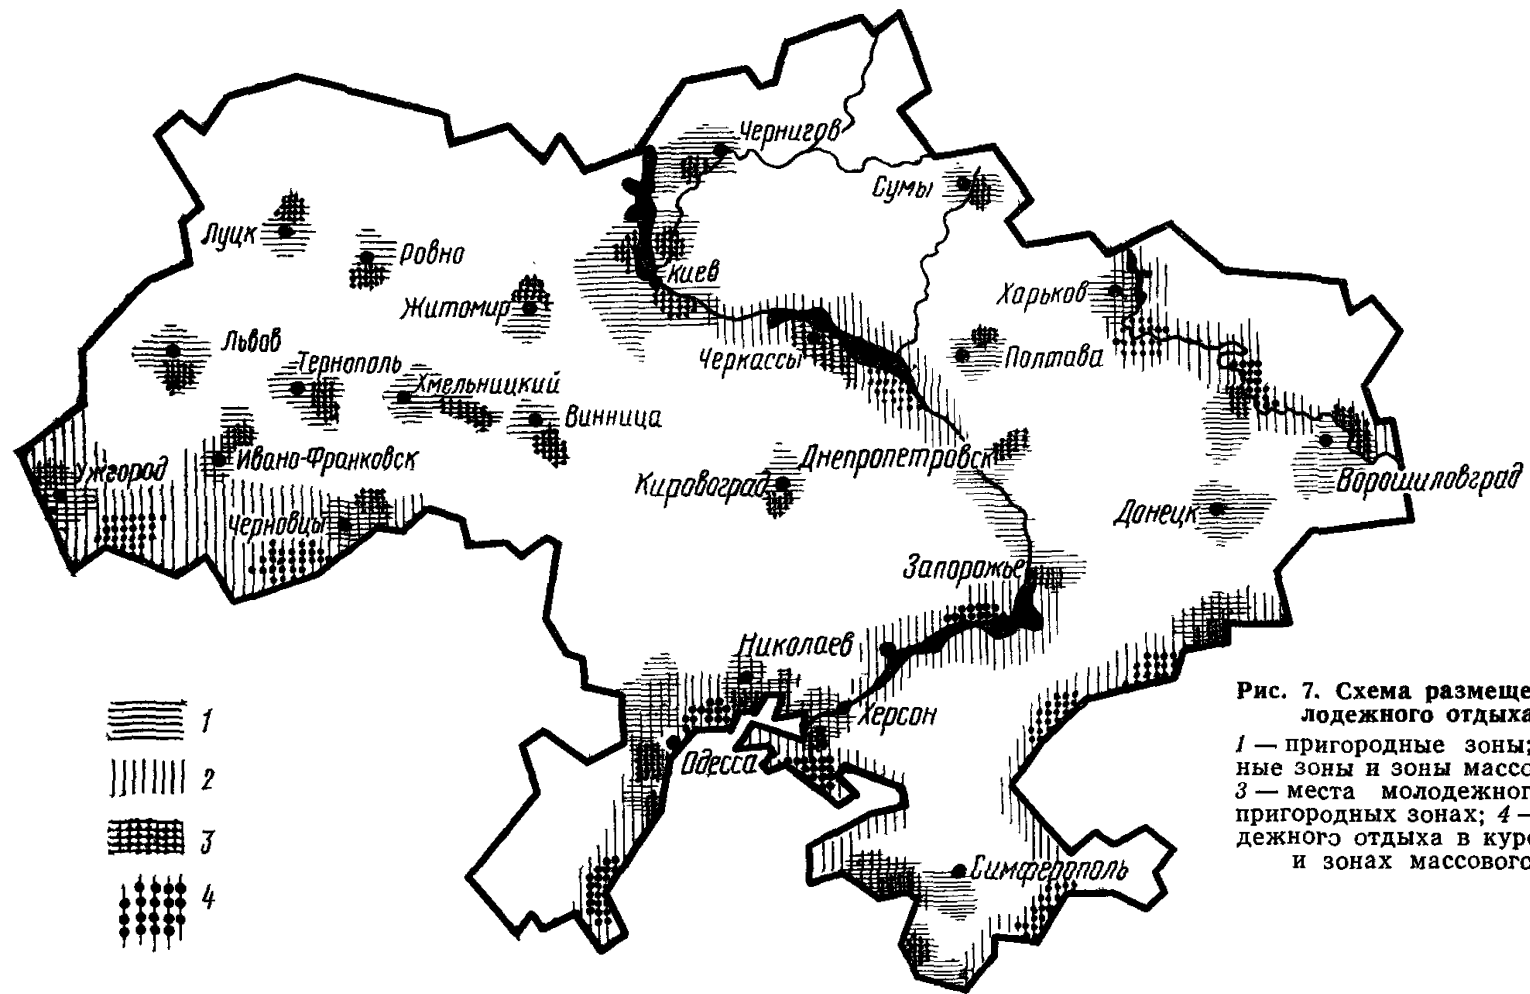 Чернигов
Сумы
Луцк
Ровно
Киев
Житомир
Харьков
Львов
Тернополь
Хмельницкий
Черкассы
Полтава
Винница
Ужгород
Ивано-Франковск
Днепропетровск
Кировоград
Ворошиловград
Черновцы
Донецк
Запорожье
Николаев
Херсон
Одесса
Симферополь
1
2
3
4
Рис. 7. Схема размеще
лодежного отдыха
1 — пригородные зоны;
ные зоны и зоны массо
3 — места молодежног
пригородных зонах; 4 —
дежного отдыха в куро
и зонах массового